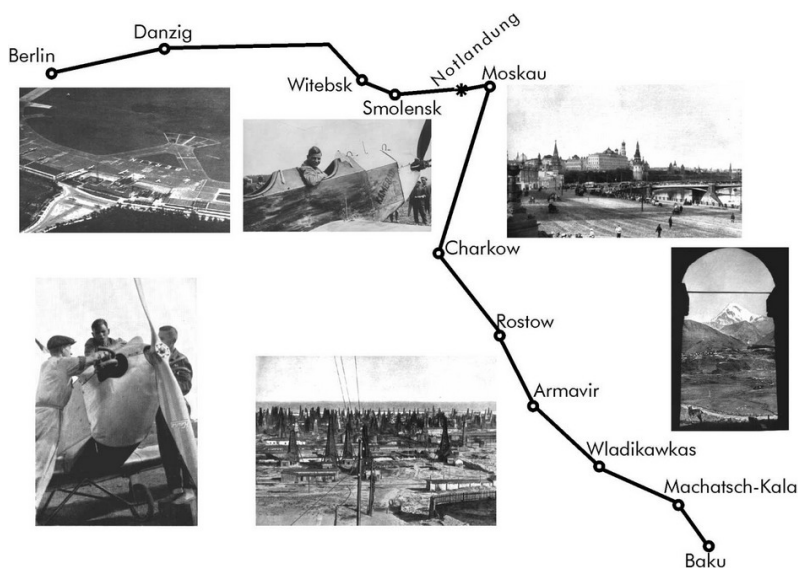 Danzig
Berlin
Witebsk
Smolensk
Notlandung
Moskau
Charkow
Rostow
Armavir
Wladikawkas
Machatsch-Kala
Baku